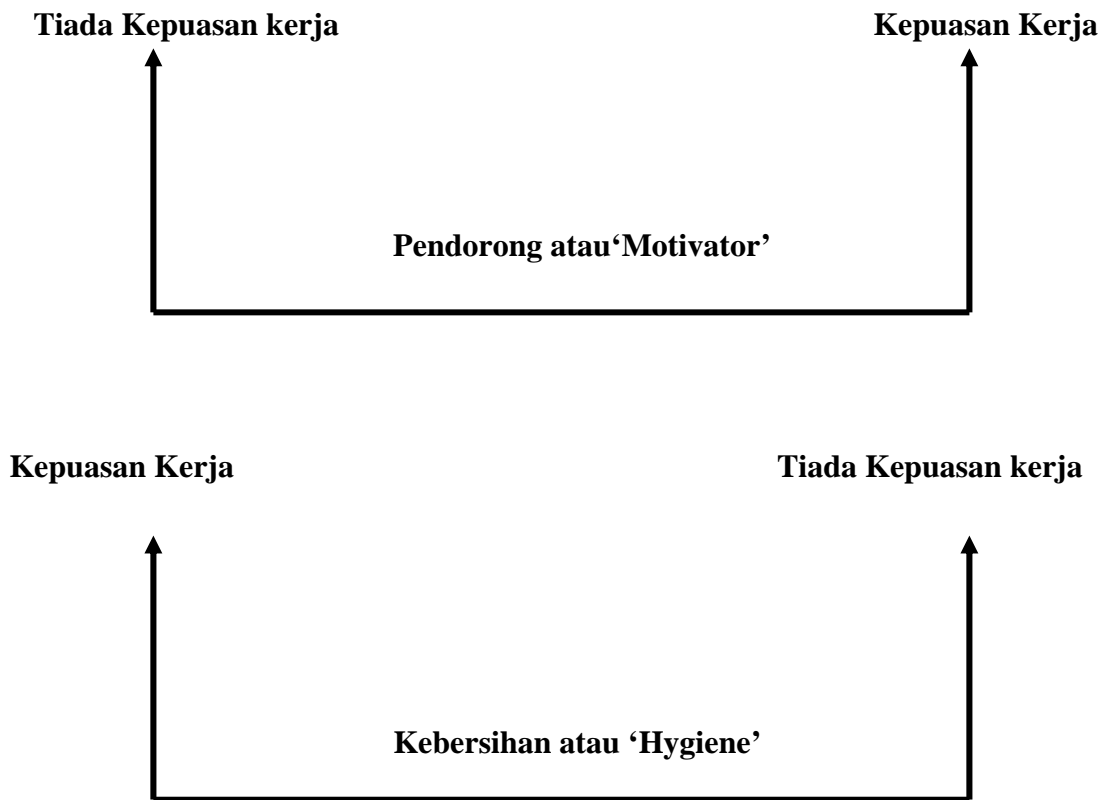 Tiada Kepuasan kerja Kepuasan Kerja
Pendorong atau‘Motivator’
Kepuasan Kerja Tiada Kepuasan kerja
Kebersihan atau ‘Hygiene’